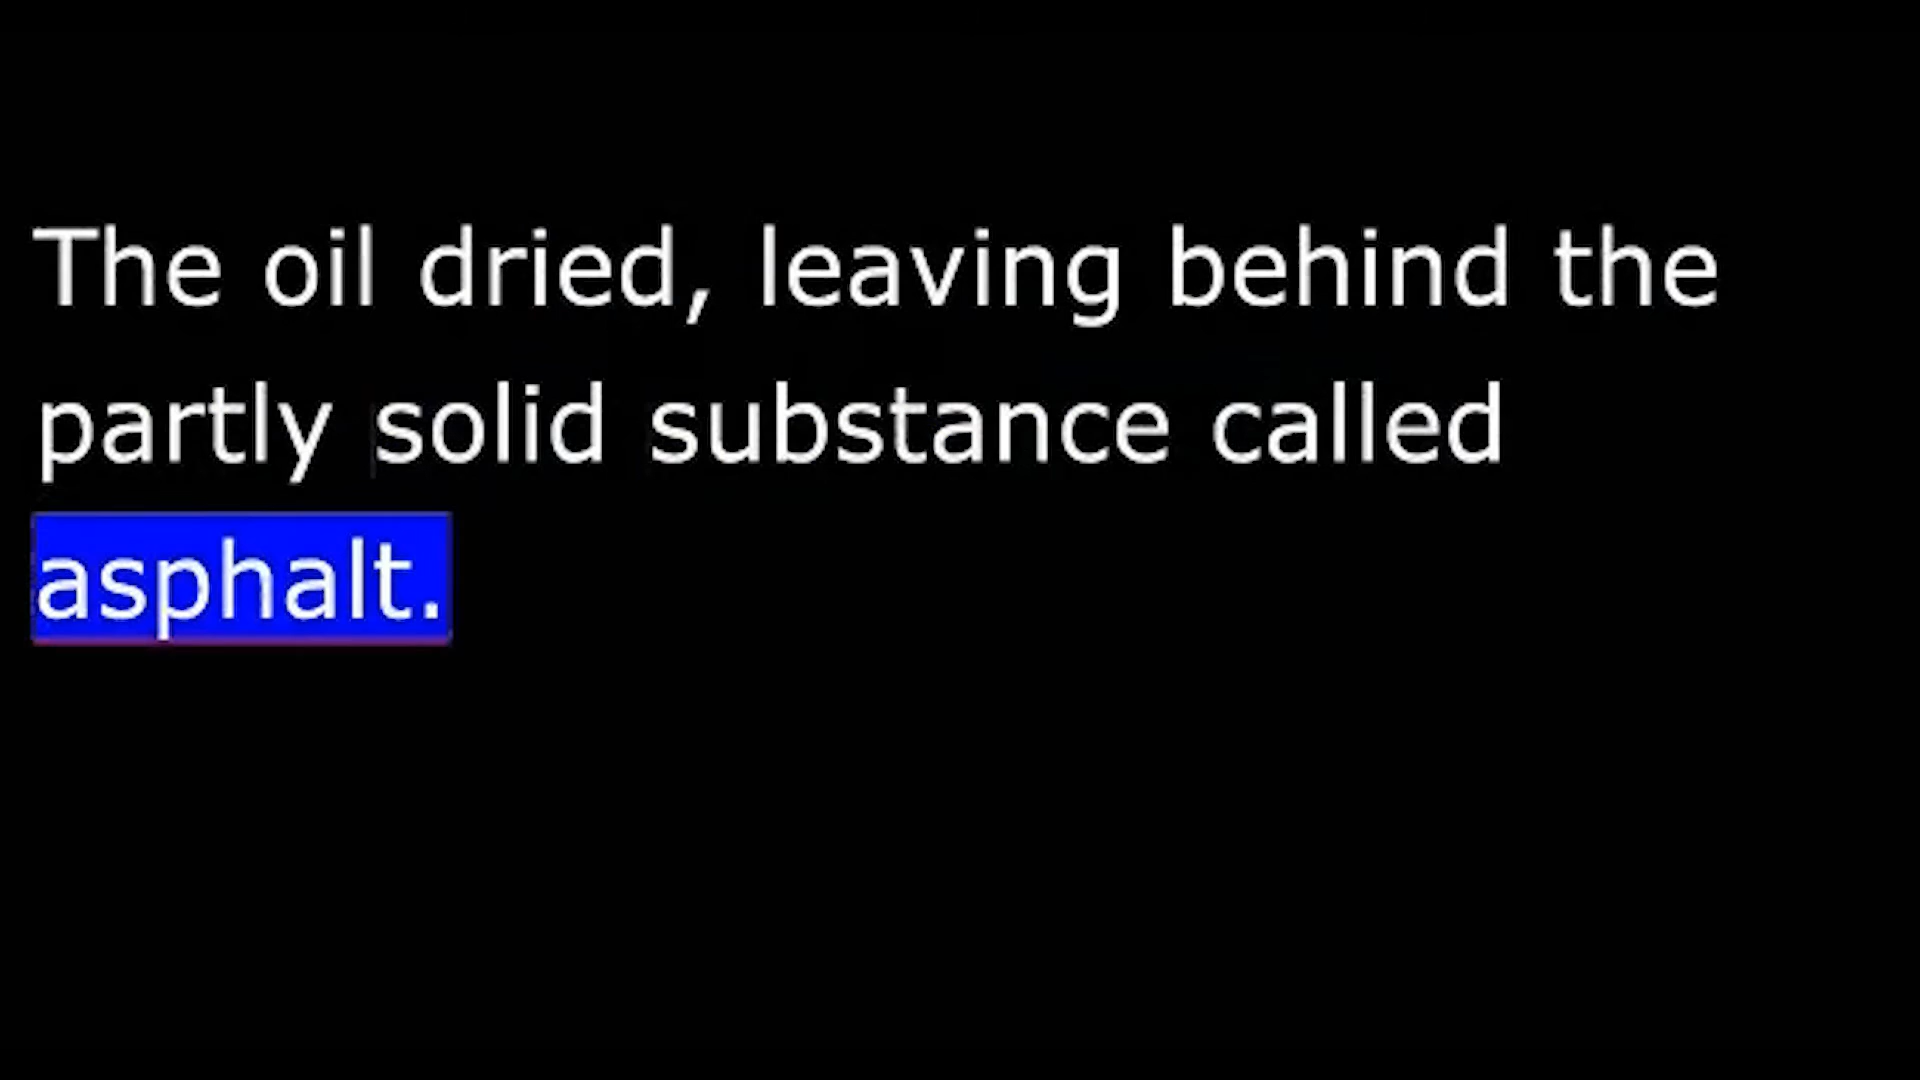 The oil dried, leaving behind the
partly solid substance called
asphalt.